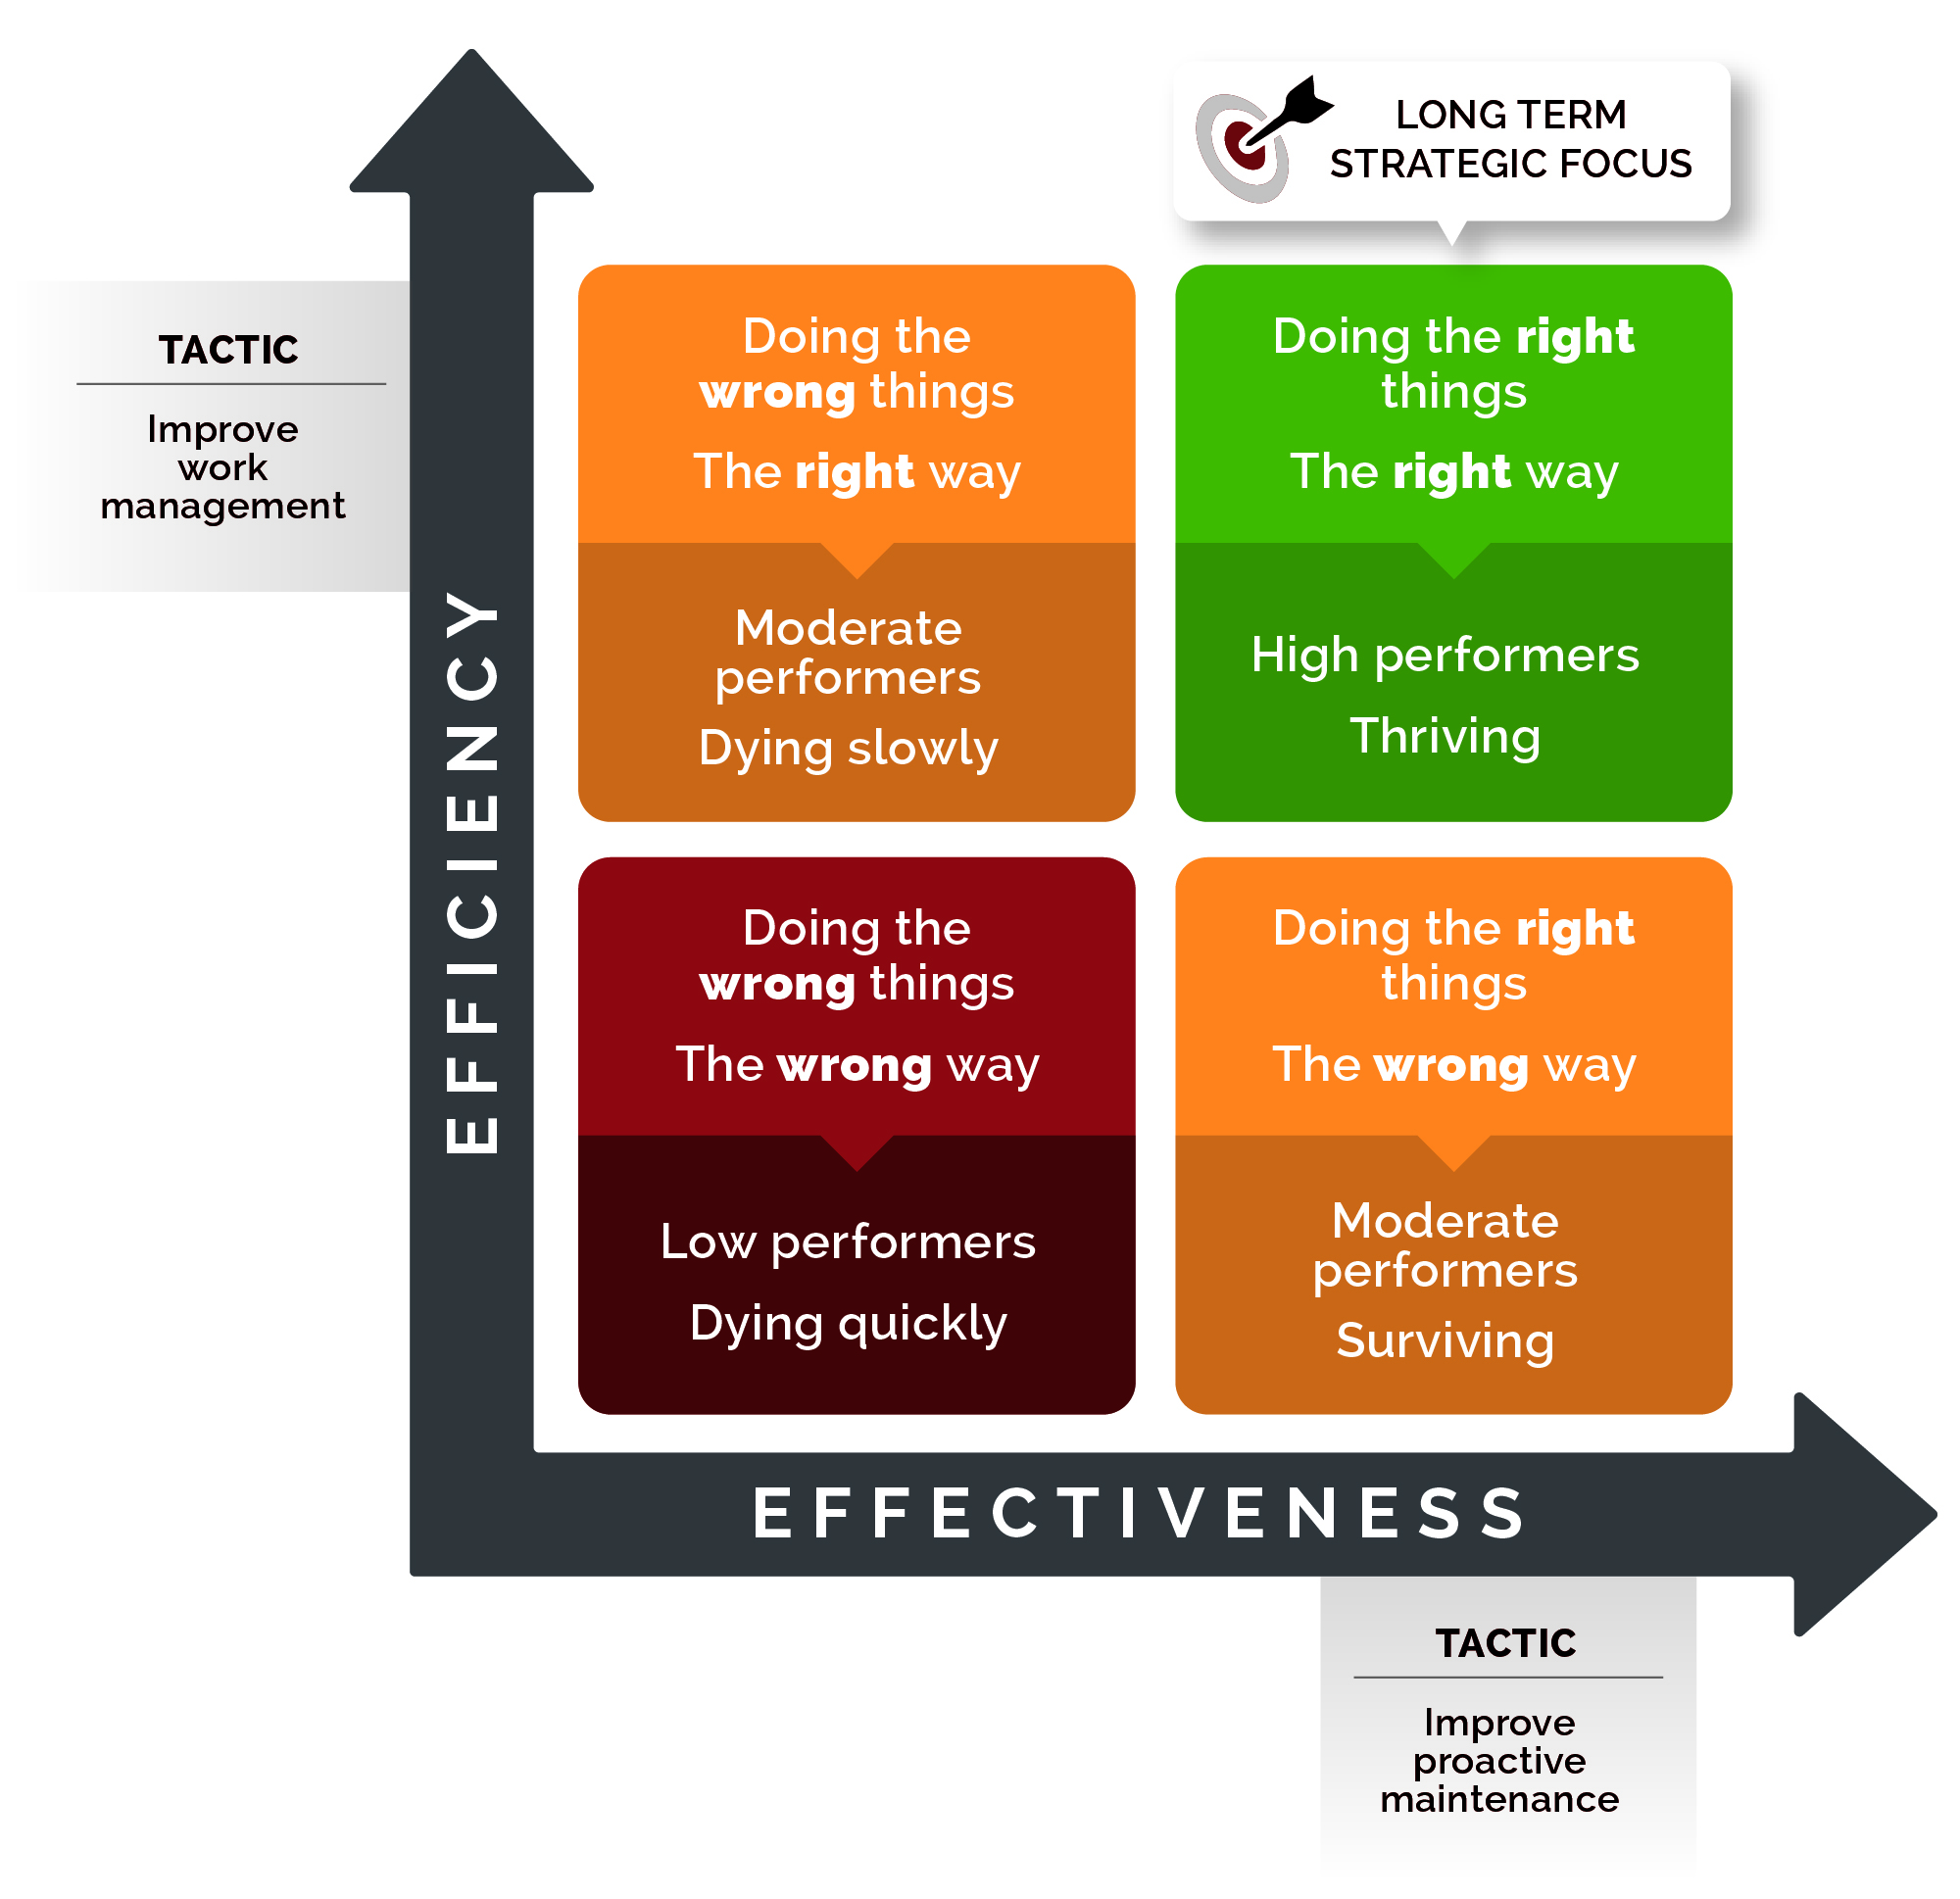 LONG TERM
STRATEGIC FOCUS
TACTIC
Improve
work
management
EFFICIENCY
Doing the
wrong things
The right way
Moderate
performers
Dying slowly
Doing the right
things
The right way
High performers
Thriving
Doing the
wrong things
The wrong way
Low performers
Dying quickly
Doing the right
things
The wrong way
Moderate
performers
Surviving
EFFECTIVENESS
TACTIC
Improve
proactive
maintenance